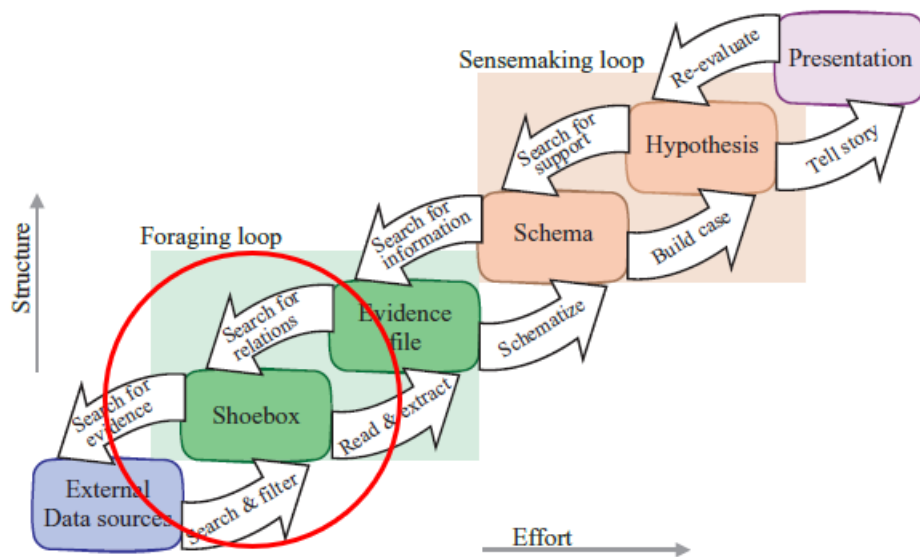 Presentation
Re-evaluate
Sensemaking loop
Tell story
Hypothesis
Search for
support
Build case
Schema
Search for
information
Schematize
Foraging loop
Evidence
file
Search for
relations
Read & extract
Shoebox
Search for
evidence
Search & filter
External
Data sources
Structure
Effort